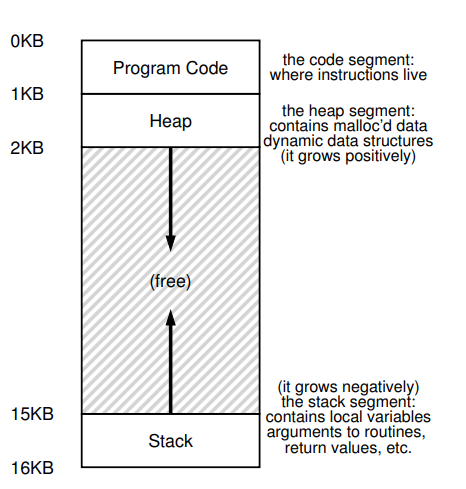 0KB
Program Code
the code segment:
where instructions live
1KB
the heap segment:
Heap
contains malloc'd data
dynamic data structures
2KB
(it grows positively)
(free)
(it grows negatively)
the stack segment:
15KB
contains local variables
arguments to routines,
Stack
return values, etc.
16KB